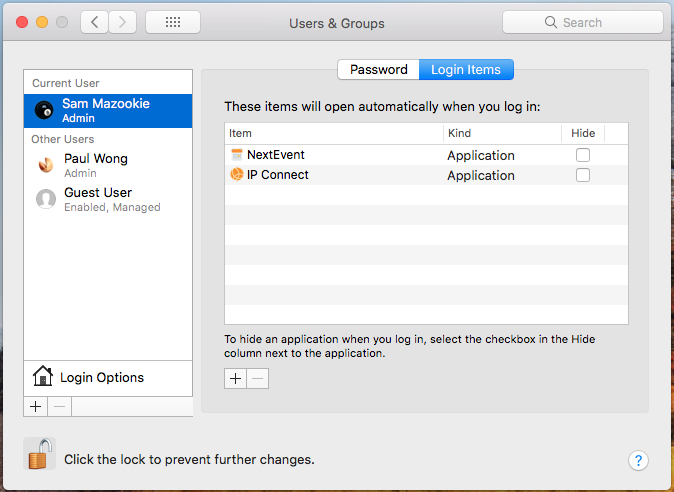 Users & Groups
Search
Current User
Sam Mazookie
Admin
Other Users
Paul Wong
Admin
Guest User
Enabled, Managed
Login Options
+ −
Password
Login Items
These items will open automatically when you log in:
Item Kind Hide
NextEvent Application
IP Connect Application
To hide an application when you log in, select the checkbox in the Hide
column next to the application.
+ −
Click the lock to prevent further changes.
?